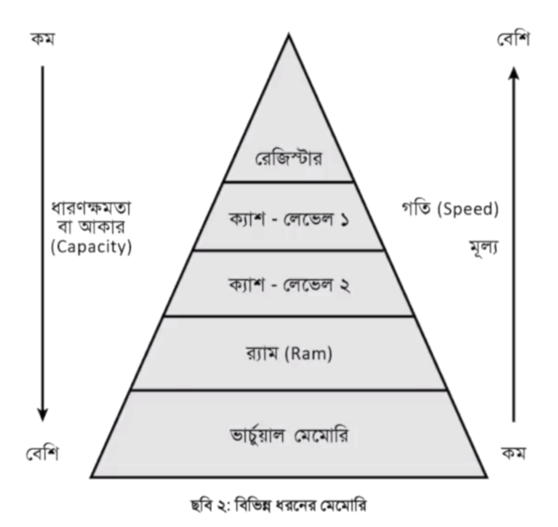 কম
বেশি
রেজিস্টার
ধারণক্ষমতা
বা আকার
(Capacity)
ক্যাশ - লেভেল ১
গতি (Speed)
মূল্য
ক্যাশ - লেভেল ২
র‍্যাম (Ram)
ভার্চুয়াল মেমোরি
বেশি
কম
ছবি ২: বিভিন্ন ধরনের মেমোরি